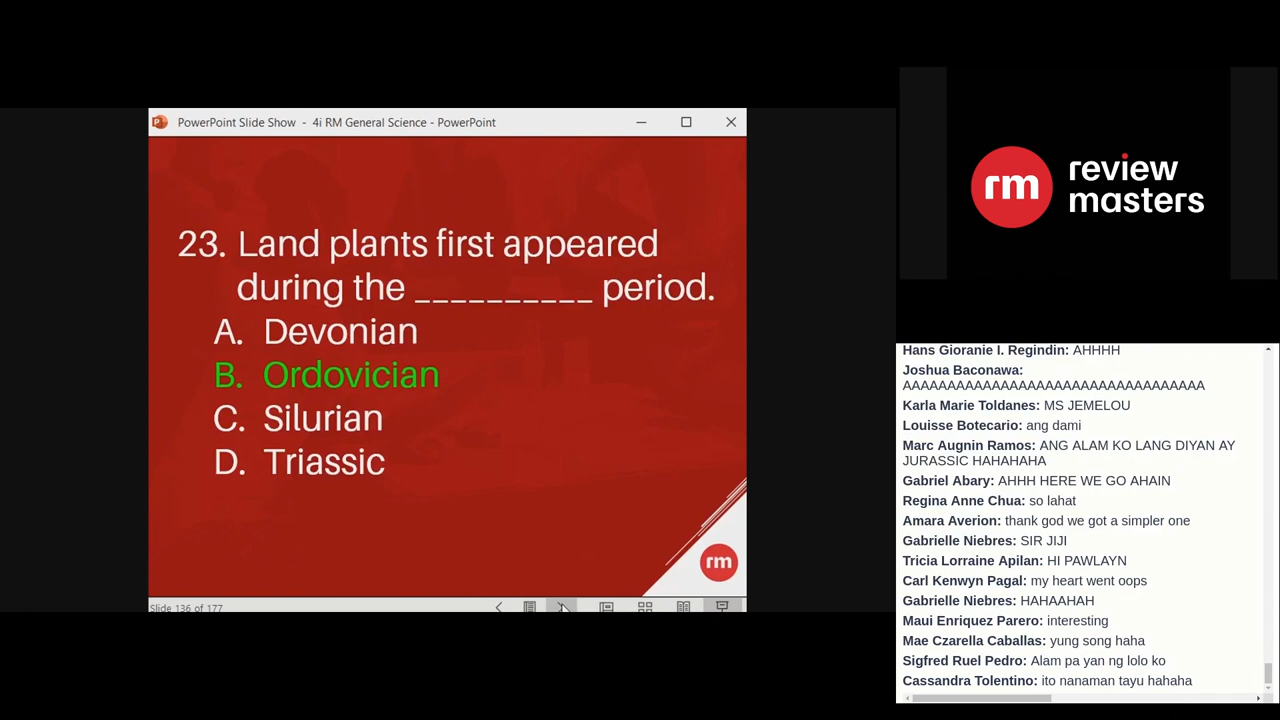 PowerPoint Slide Show - 4i RM General Science - PowerPoint
23. Land plants first appeared
during the __________ period.
A. Devonian
B. Ordovician
C. Silurian
D. Triassic
rm
Slide 136 of 177
rm review
masters
Hans Gioranie I. Regindin: AHHHH
Joshua Baconawa:
AAAAAAAAAAAAAAAAAAAAAAAAAAAAAAAAAA
Karla Marie Toldanes: MS JEMELOU
Louisse Botecario: ang dami
Marc Augnin Ramos: ANG ALAM KO LANG DIYAN AY
JURASSIC HAHAHAHA
Gabriel Abary: AHHH HERE WE GO AHAIN
Regina Anne Chua: so lahat
Amara Averion: thank god we got a simpler one
Gabrielle Niebres: SIR JIJI
Tricia Lorraine Apilan: HI PAWLAYN
Carl Kenwyn Pagal: my heart went oops
Gabrielle Niebres: HAHAAHAH
Maui Enriquez Parero: interesting
Mae Czarella Caballas: yung song haha
Sigfred Ruel Pedro: Alam pa yan ng lolo ko
Cassandra Tolentino: ito nanaman tayu hahaha